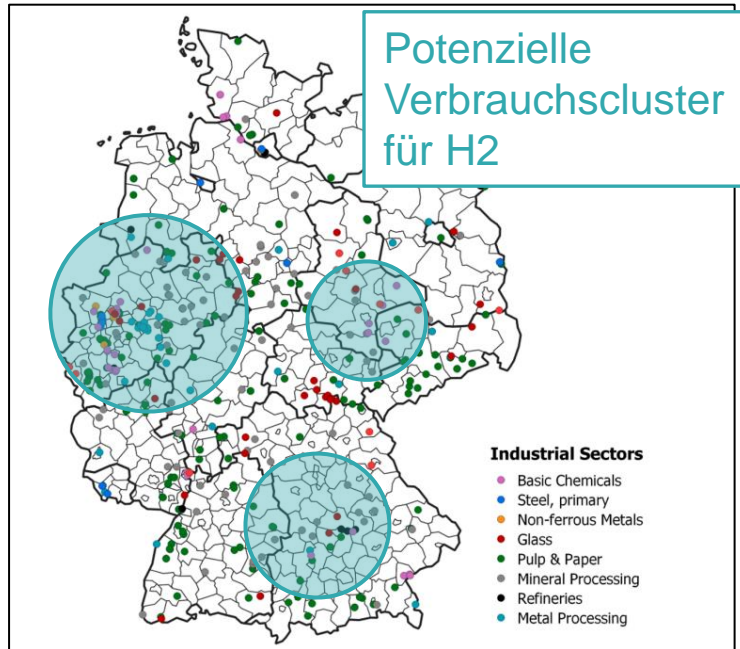 Potenzielle
Verbrauchscluster
für H2
Industrial Sectors
Basic Chemicals
Steel, primary
Non-ferrous Metals
Glass
Pulp & Paper
Mineral Processing
Refineries
Metal Processing